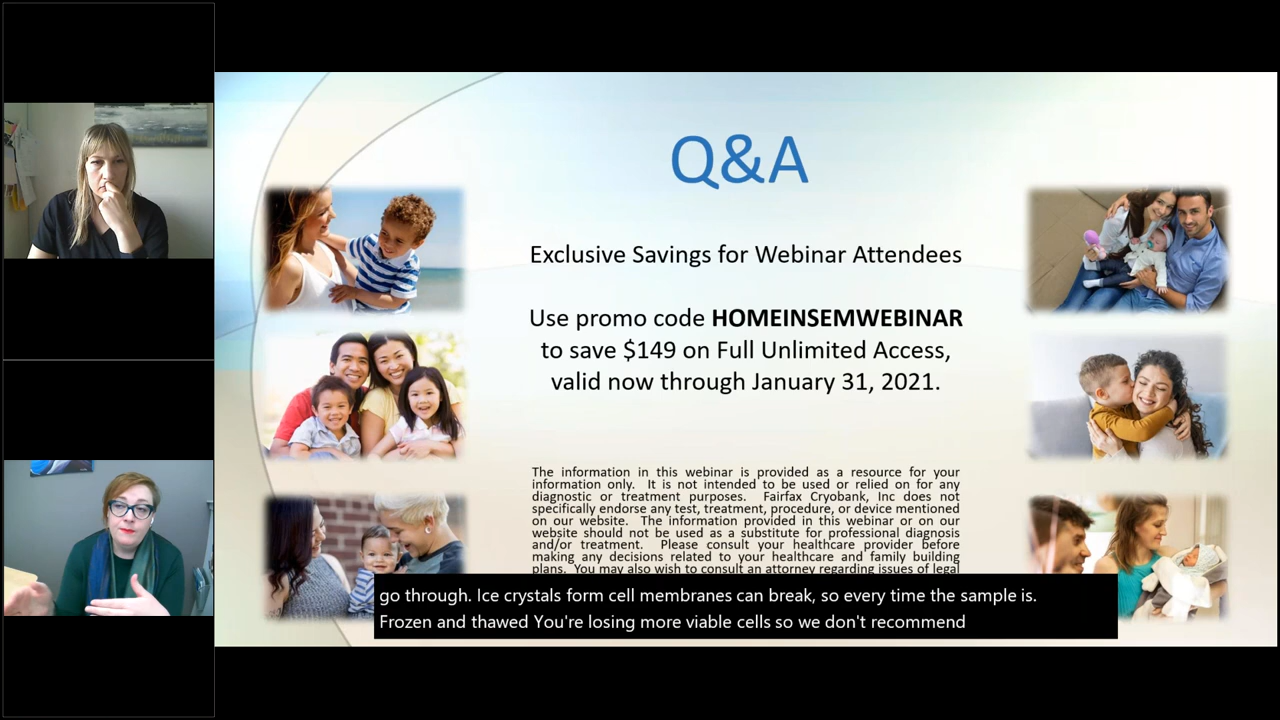 Q&A
Exclusive Savings for Webinar Attendees
Use promo code HOMEINSEMWEBINAR
to save $149 on Full Unlimited Access,
valid now through January 31, 2021.
The information in this webinar is provided as a resource for your
information only. It is not intended to be used or relied on for any
diagnostic or treatment purposes. Fairfax Cryobank, Inc does not
specifically endorse any test, treatment, procedure, or device mentioned
on our website. The information provided in this webinar or on our
website should not be used as a substitute for professional diagnosis
and/or treatment. Please consult your healthcare provider before
making any decisions related to your healthcare and family building
plans. You may also wish to consult an attorney regarding issues of legal
go through. Ice crystals form cell membranes can break, so every time the sample is.
Frozen and thawed You're losing more viable cells so we don't recommend